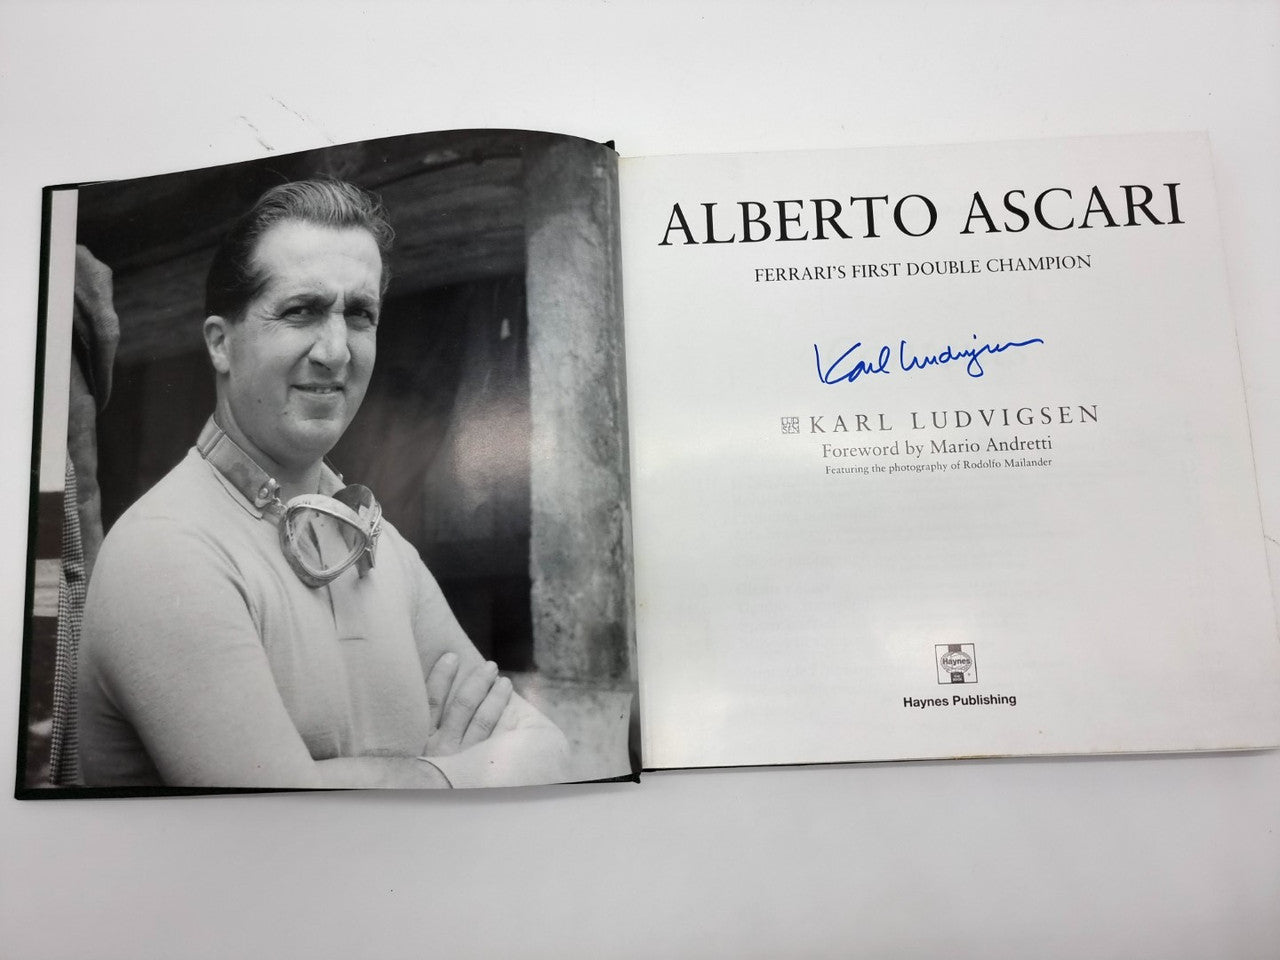 ALBERTO ASCARI
FERRARI'S FIRST DOUBLE CHAMPION
Karl Ludvigsen
KARL LUDVIGSEN
Foreword by Mario Andretti
Featuring the photography of Rodolfo Mailander
Haynes
Haynes Publishing